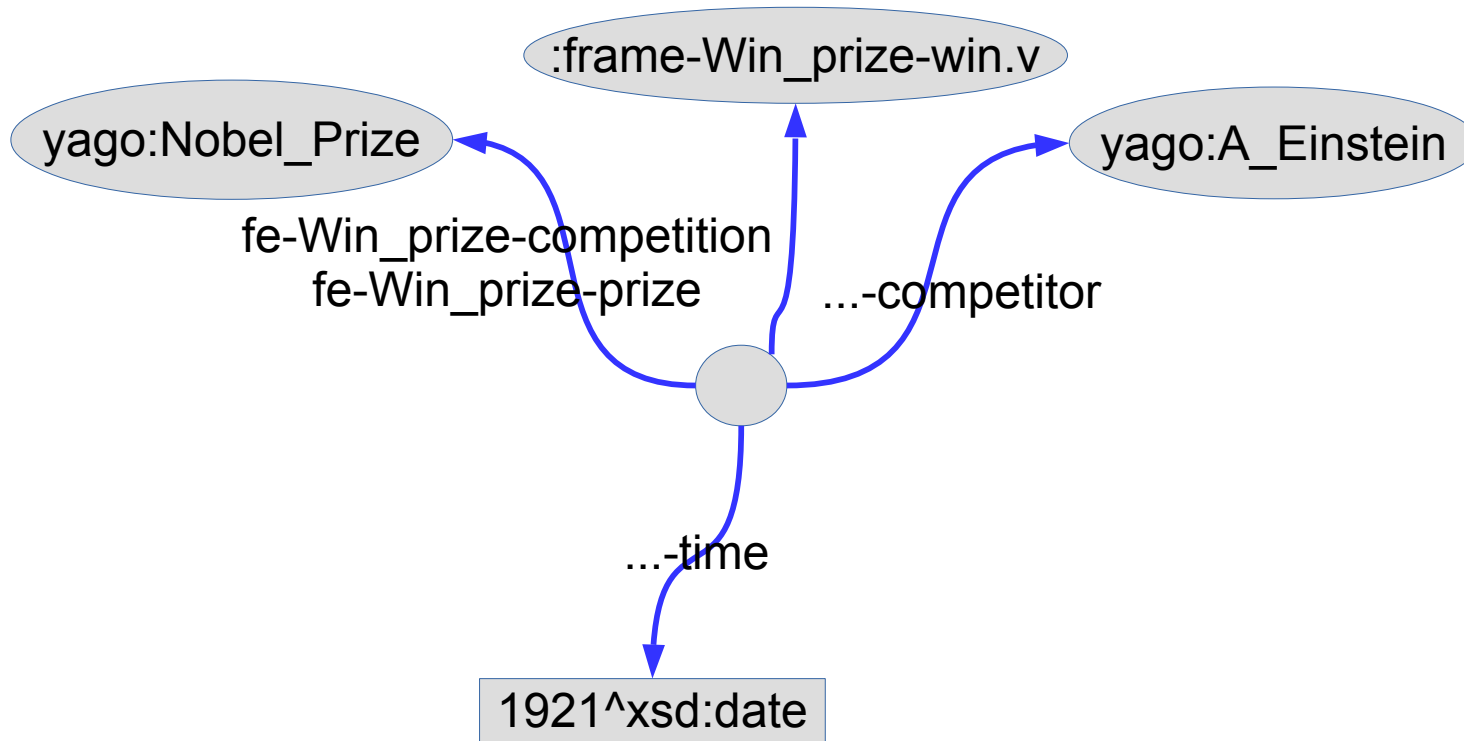 :frame-Win_prize-win.v
yago:Nobel_Prize
yago:A_Einstein
fe-Win_prize-competition
fe-Win_prize-prize
...-competitor
...-time
1921^xsd:date